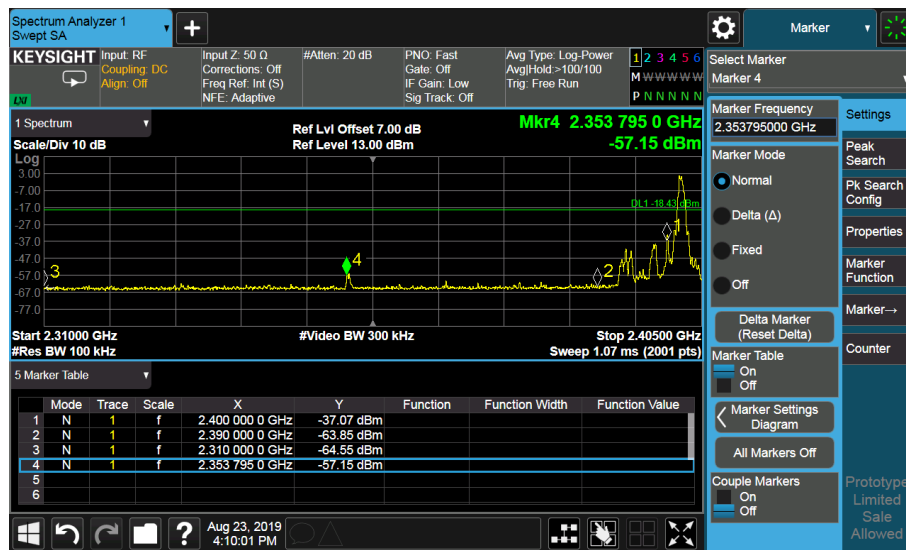 Spectrum Analyzer 1
Swept SA
Marker
KEYSIGHT
LXI
Input: RF
Coupling: DC
Align: Off
Input Z: 50 Ω
Corrections: Off
Freq Ref: Int (S)
NFE: Adaptive
#Atten: 20 dB
PNO: Fast
Gate: Off
IF Gain: Low
Sig Track: Off
Avg Type: Log-Power
Avg|Hold:>100/100
Trig: Free Run
1 2 3 4 5 6
M W W W W W
P N N N N N
Select Marker
Marker 4
1 Spectrum
Scale/Div 10 dB
Ref Lvl Offset 7.00 dB
Ref Level 13.00 dBm
Mkr4 2.353 795 0 GHz
-57.15 dBm
Log
3.00
-7.00
-17.0
-27.0
-37.0
-47.0
-57.0
-67.0
-77.0
DL1 -18.43 dBm
1
2
3
4
Start 2.31000 GHz
#Res BW 100 kHz
#Video BW 300 kHz
Stop 2.40500 GHz
Sweep 1.07 ms (2001 pts)
5 Marker Table
Mode Trace Scale X Y Function Function Width Function Value
1 N 1 f 2.400 000 0 GHz -37.07 dBm
2 N 1 f 2.390 000 0 GHz -63.85 dBm
3 N 1 f 2.310 000 0 GHz -64.55 dBm
4 N 1 f 2.353 795 0 GHz -57.15 dBm
5
6
Marker Frequency
2.353795000 GHz
Marker Mode
Normal
Delta (Δ)
Fixed
Off
Delta Marker
(Reset Delta)
Marker Table
On
Off
Marker Settings
Diagram
All Markers Off
Couple Markers
On
Off
Settings
Peak
Search
Pk Search
Config
Properties
Marker
Function
Marker→
Counter
Prototype
Limited
Sale
Allowed
?
Aug 23, 2019
4:10:01 PM